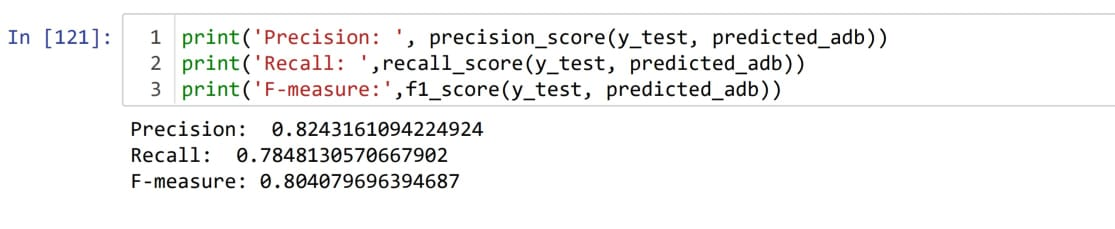 In [121]:
1 print('Precision: ', precision_score(y_test, predicted_adb))
2 print('Recall: ',recall_score(y_test, predicted_adb))
3 print('F-measure:',f1_score(y_test, predicted_adb))
Precision:  0.8243161094224924
Recall:  0.7848130570667902
F-measure: 0.804079696394687